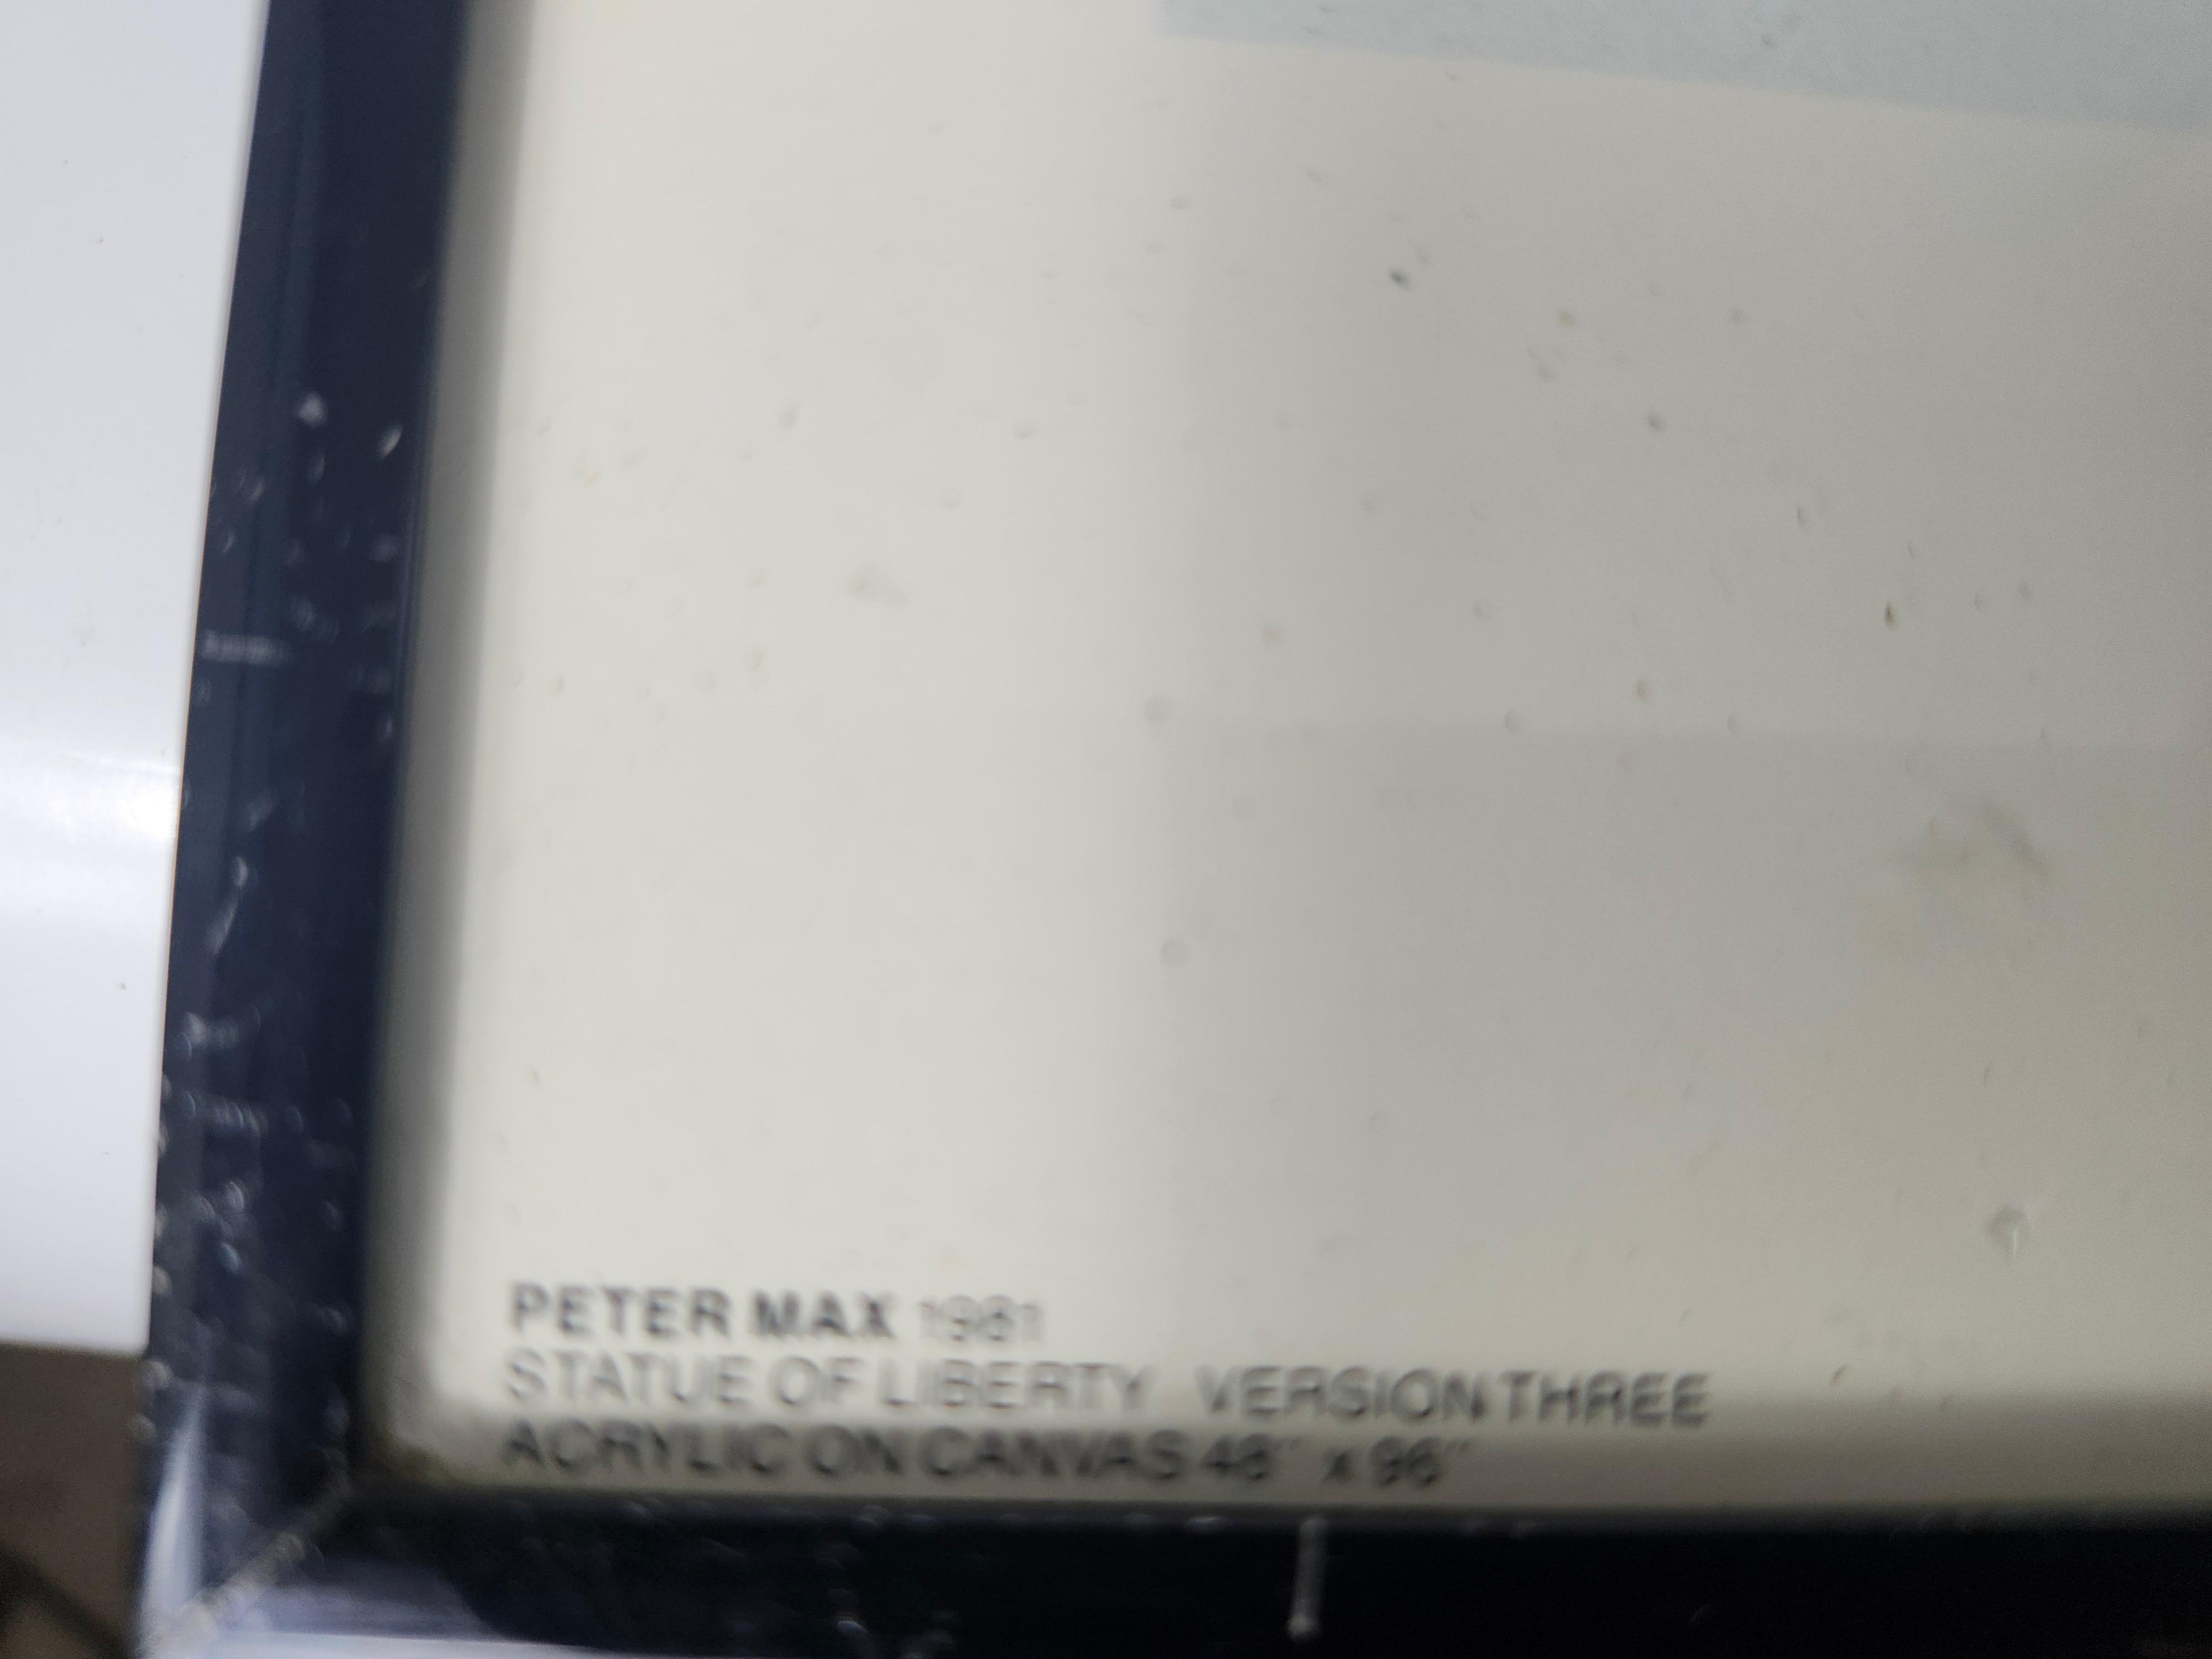 PETER MAX 1981
STATUE OF LIBERTY VERSION THREE
ACRYLIC ON CANVAS 48" x 96"